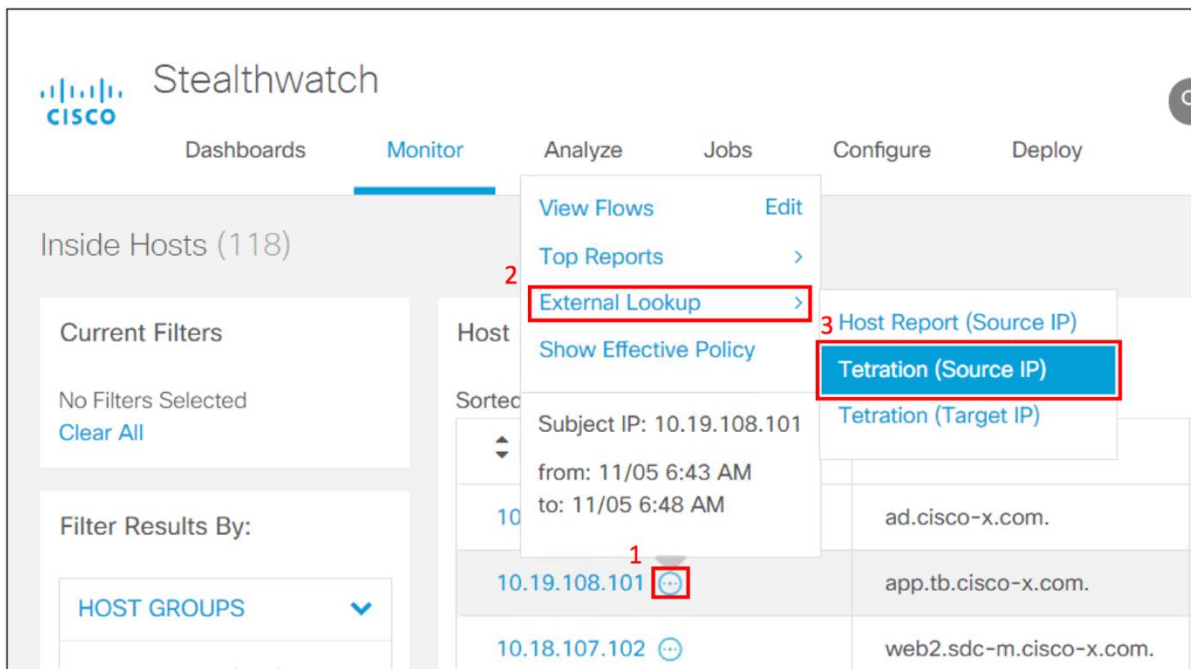 Stealthwatch
CISCO
Dashboards Monitor Analyze Jobs Configure Deploy
Inside Hosts (118)
View Flows Edit
Top Reports >
2
External Lookup >
Show Effective Policy
3 Host Report (Source IP)
Tetration (Source IP)
Tetration (Target IP)
Subject IP: 10.19.108.101
from: 11/05 6:43 AM
to: 11/05 6:48 AM
Current Filters
No Filters Selected
Clear All
Filter Results By:
HOST GROUPS
Host
Sorted
10 ad.cisco-x.com.
1
10.19.108.101 app.tb.cisco-x.com.
10.18.107.102 web2.sdc-m.cisco-x.com.